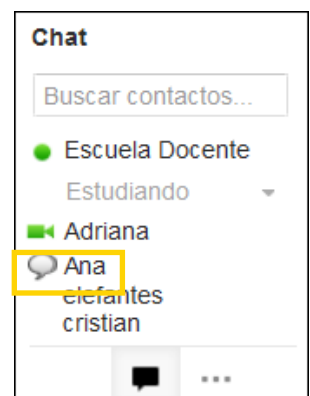 Chat
Buscar contactos...
Escuela Docente
Estudiando
Adriana
Ana
elefantes
cristian